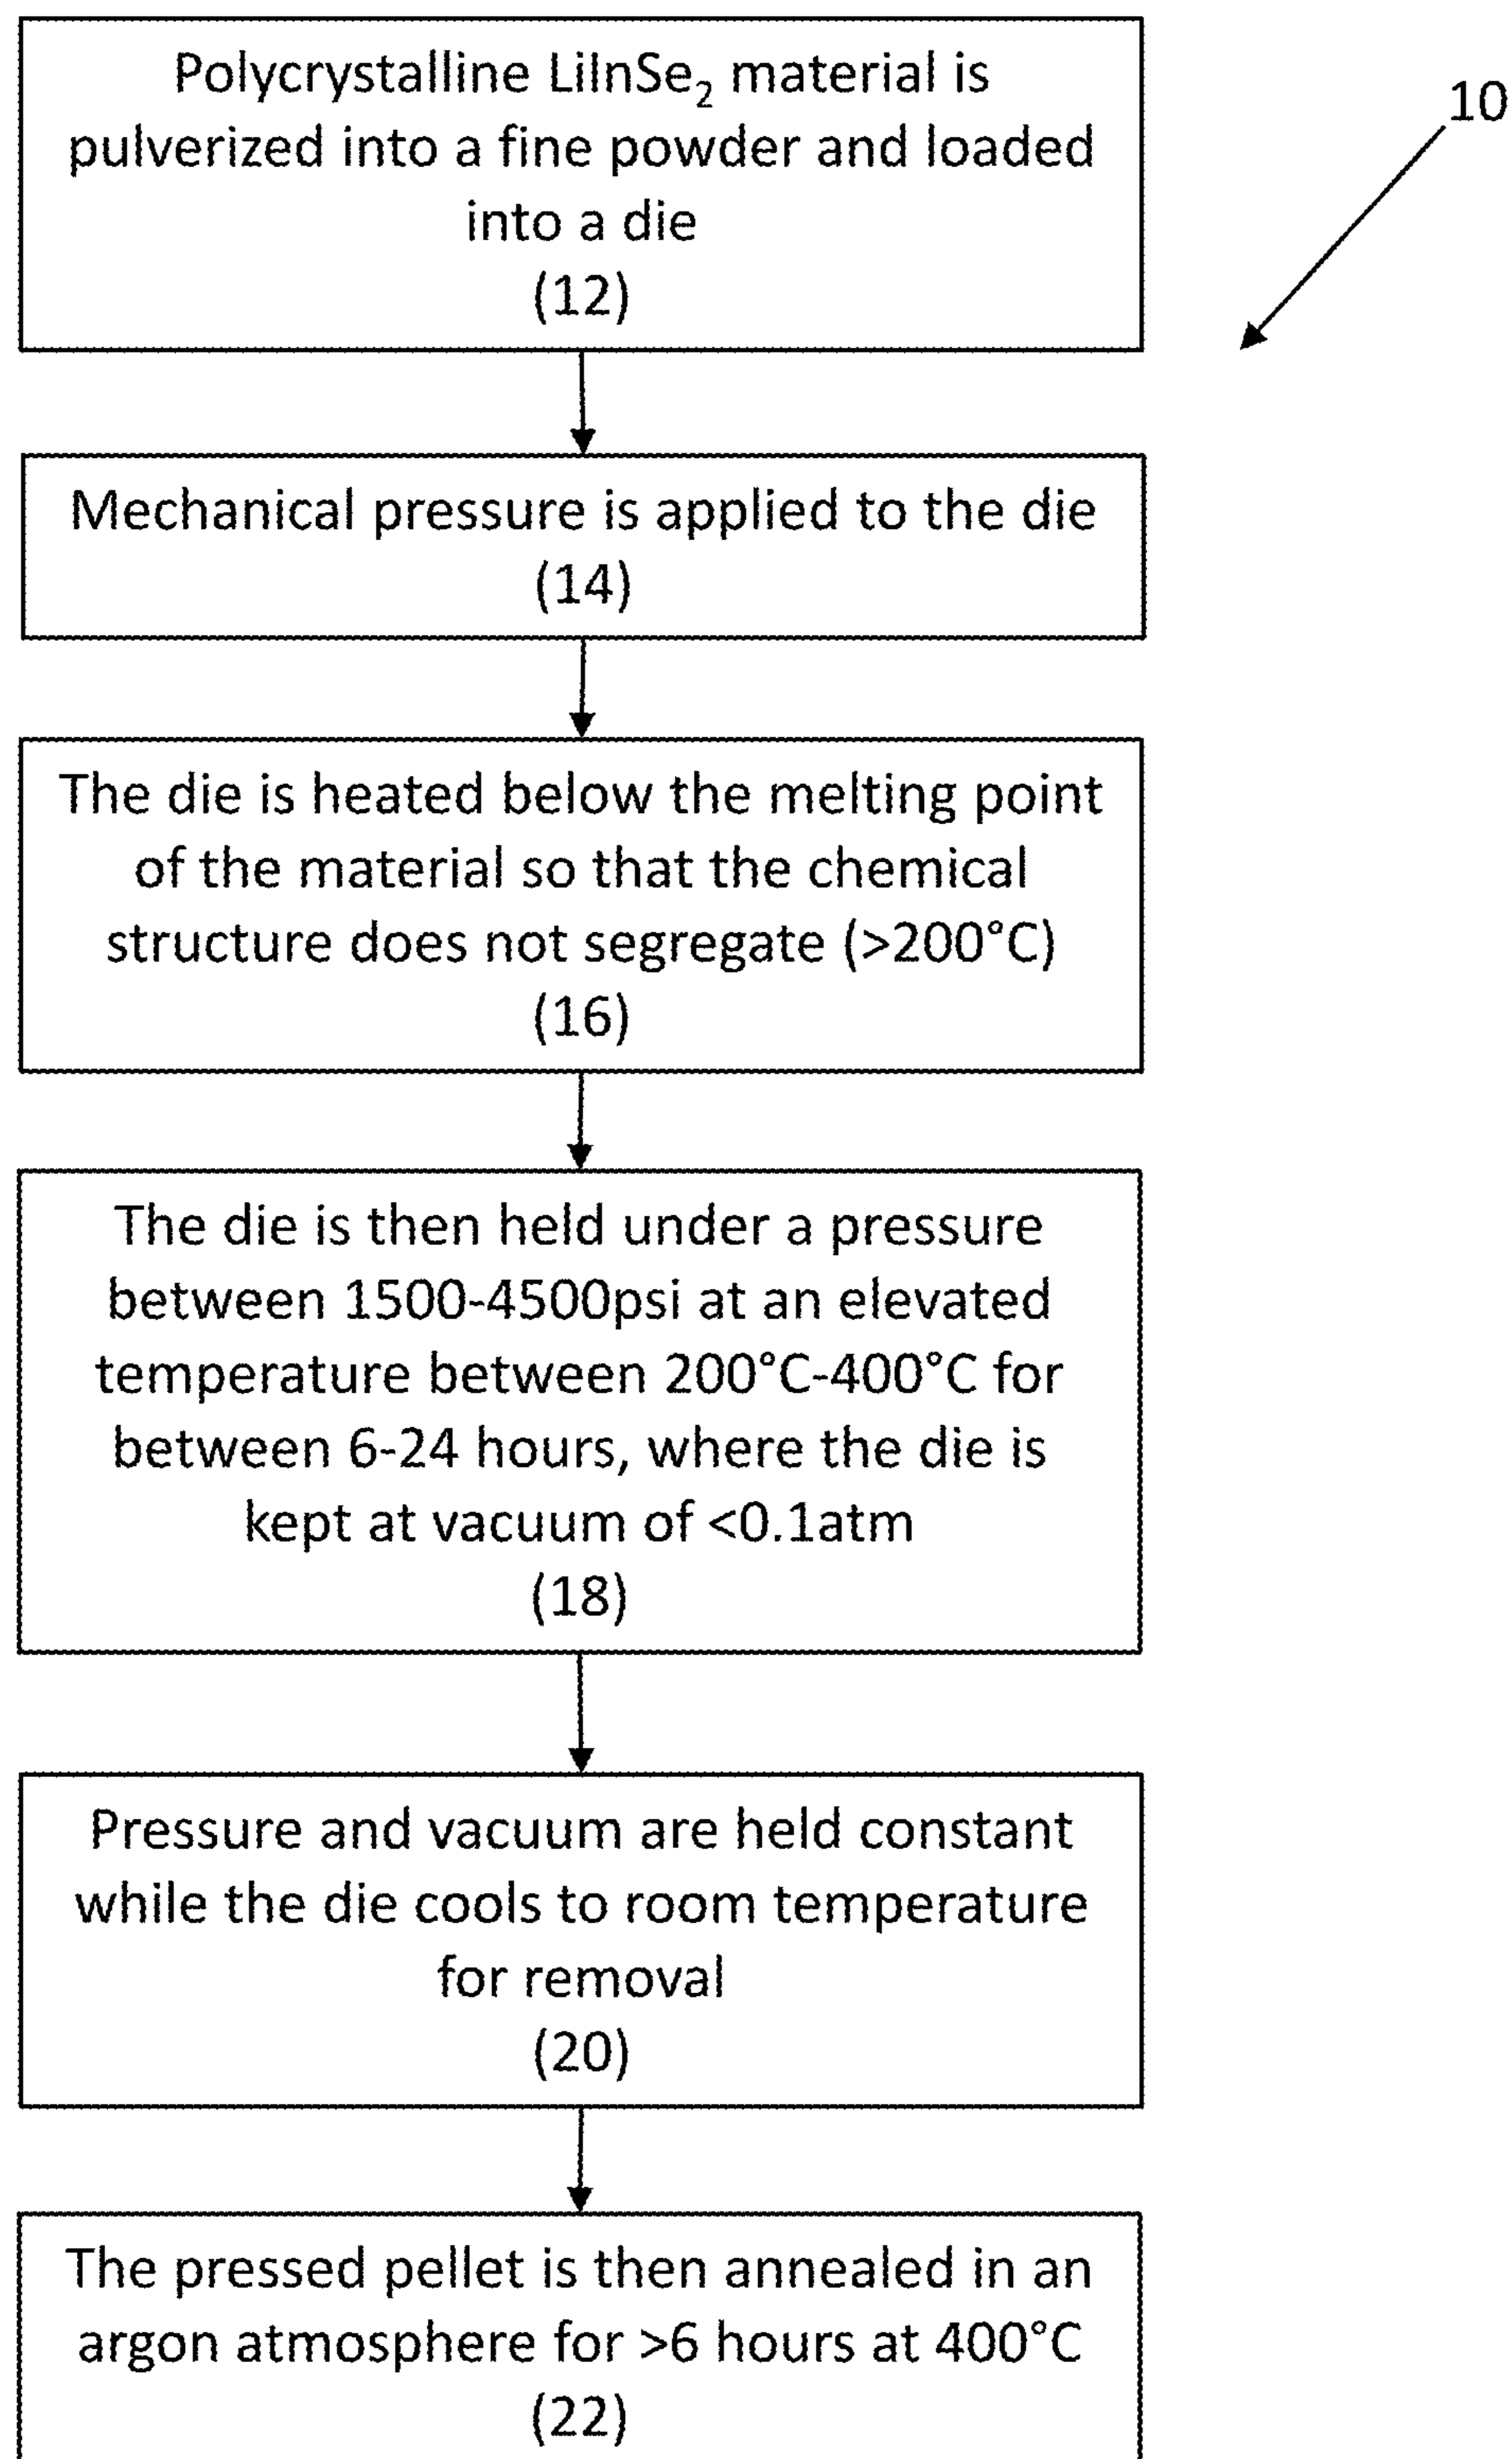 Polycrystalline LiInSe₂ material is
pulverized into a fine powder and loaded
into a die
(12)
10
Mechanical pressure is applied to the die
(14)
The die is heated below the melting point
of the material so that the chemical
structure does not segregate (>200°C)
(16)
The die is then held under a pressure
between 1500-4500psi at an elevated
temperature between 200°C-400°C for
between 6-24 hours, where the die is
kept at vacuum of <0.1atm
(18)
Pressure and vacuum are held constant
while the die cools to room temperature
for removal
(20)
The pressed pellet is then annealed in an
argon atmosphere for >6 hours at 400°C
(22)